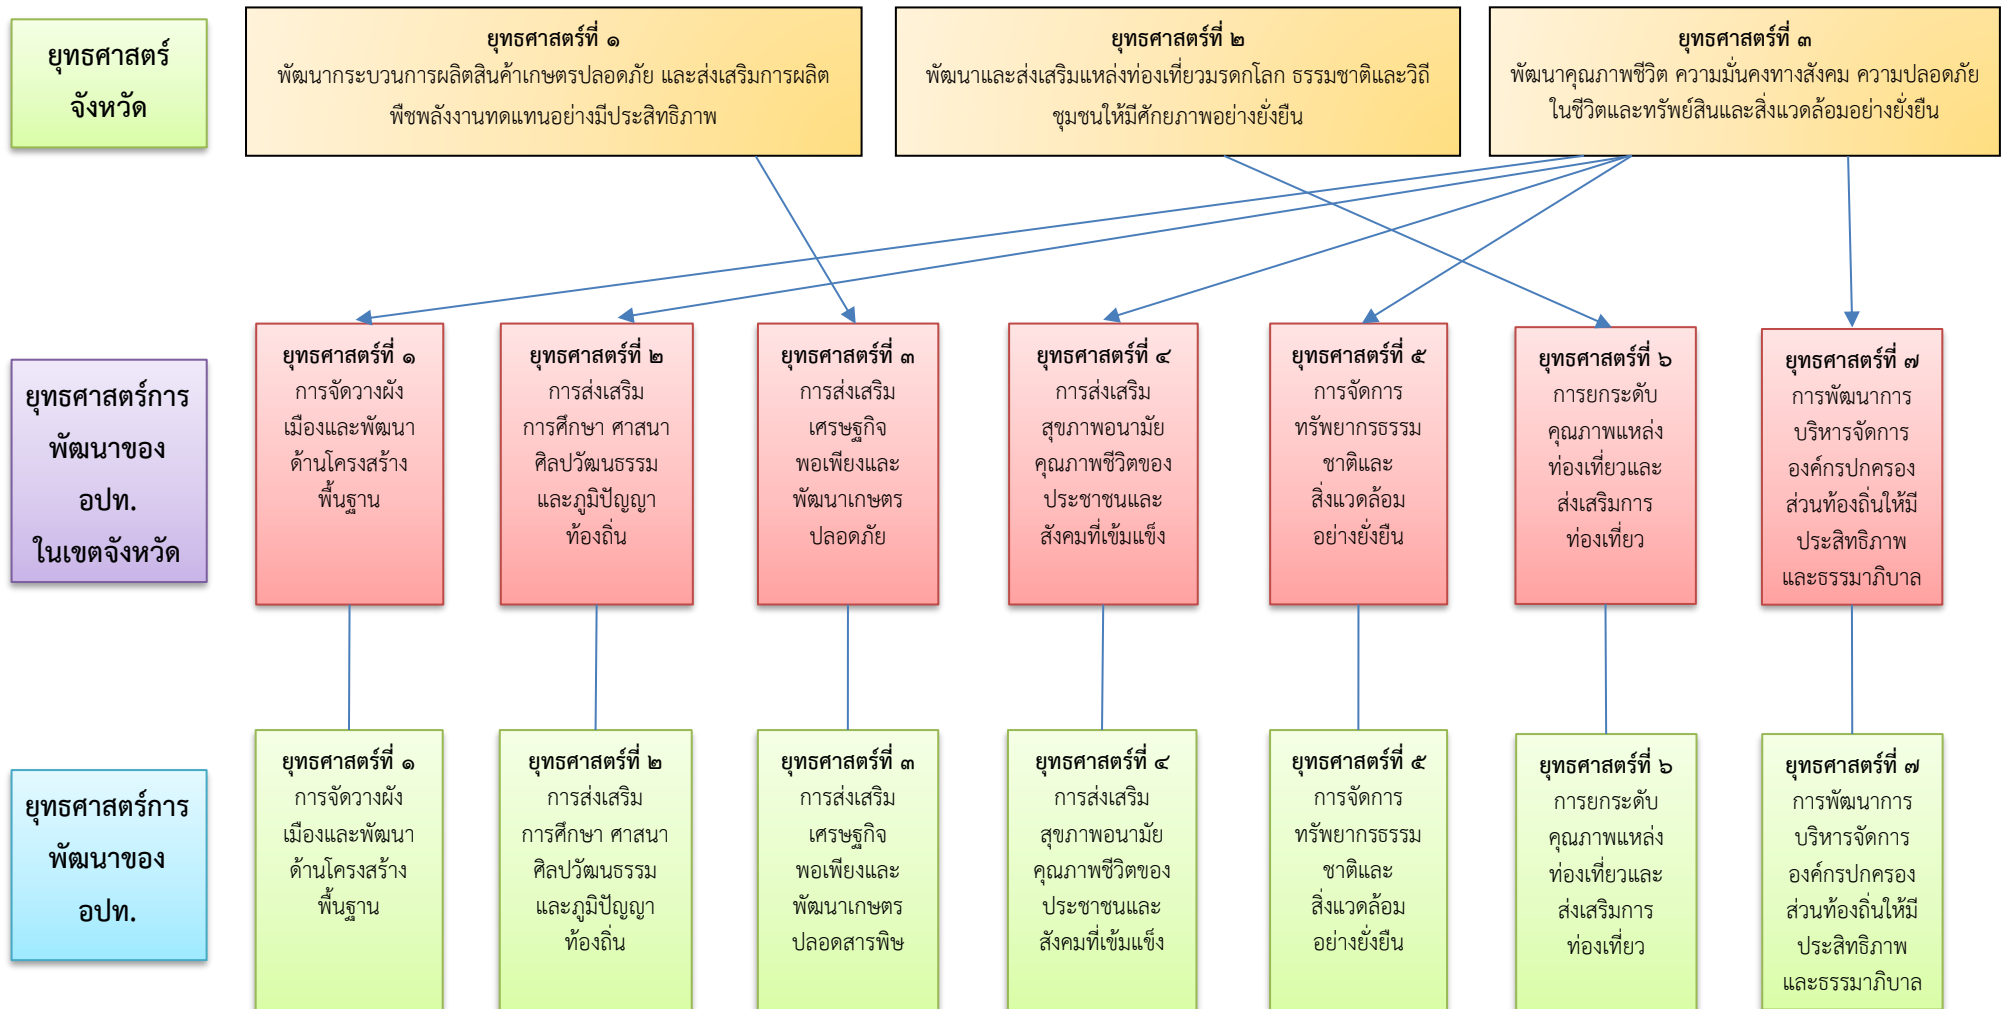 ยุทธศาสตร์
จังหวัด
ยุทธศาสตร์ที่ ๑
พัฒนากระบวนการผลิตสินค้าเกษตรปลอดภัย และส่งเสริมการผลิต
พืชพลังงานทดแทนอย่างมีประสิทธิภาพ
ยุทธศาสตร์ที่ ๒
พัฒนาและส่งเสริมแหล่งท่องเที่ยวมรดกโลก ธรรมชาติและวิถี
ชุมชนให้มีศักยภาพอย่างยั่งยืน
ยุทธศาสตร์ที่ ๓
พัฒนาคุณภาพชีวิต ความมั่นคงทางสังคม ความปลอดภัย
ในชีวิตและทรัพย์สินและสิ่งแวดล้อมอย่างยั่งยืน
ยุทธศาสตร์การ
พัฒนาของ
อปท.
ในเขตจังหวัด
ยุทธศาสตร์ที่ ๑
การจัดวางผัง
เมืองและพัฒนา
ด้านโครงสร้าง
พื้นฐาน
ยุทธศาสตร์ที่ ๒
การส่งเสริม
การศึกษา ศาสนา
ศิลปวัฒนธรรม
และภูมิปัญญา
ท้องถิ่น
ยุทธศาสตร์ที่ ๓
การส่งเสริม
เศรษฐกิจ
พอเพียงและ
พัฒนาเกษตร
ปลอดภัย
ยุทธศาสตร์ที่ ๔
การส่งเสริม
สุขภาพอนามัย
คุณภาพชีวิตของ
ประชาชนและ
สังคมที่เข้มแข็ง
ยุทธศาสตร์ที่ ๕
การจัดการ
ทรัพยากรธรรม
ชาติและ
สิ่งแวดล้อม
อย่างยั่งยืน
ยุทธศาสตร์ที่ ๖
การยกระดับ
คุณภาพแหล่ง
ท่องเที่ยวและ
ส่งเสริมการ
ท่องเที่ยว
ยุทธศาสตร์ที่ ๗
การพัฒนาการ
บริหารจัดการ
องค์กรปกครอง
ส่วนท้องถิ่นให้มี
ประสิทธิภาพ
และธรรมาภิบาล
ยุทธศาสตร์การ
พัฒนาของ
อปท.
ยุทธศาสตร์ที่ ๑
การจัดวางผัง
เมืองและพัฒนา
ด้านโครงสร้าง
พื้นฐาน
ยุทธศาสตร์ที่ ๒
การส่งเสริม
การศึกษา ศาสนา
ศิลปวัฒนธรรม
และภูมิปัญญา
ท้องถิ่น
ยุทธศาสตร์ที่ ๓
การส่งเสริม
เศรษฐกิจ
พอเพียงและ
พัฒนาเกษตร
ปลอดสารพิษ
ยุทธศาสตร์ที่ ๔
การส่งเสริม
สุขภาพอนามัย
คุณภาพชีวิตของ
ประชาชนและ
สังคมที่เข้มแข็ง
ยุทธศาสตร์ที่ ๕
การจัดการ
ทรัพยากรธรรม
ชาติและ
สิ่งแวดล้อม
อย่างยั่งยืน
ยุทธศาสตร์ที่ ๖
การยกระดับ
คุณภาพแหล่ง
ท่องเที่ยวและ
ส่งเสริมการ
ท่องเที่ยว
ยุทธศาสตร์ที่ ๗
การพัฒนาการ
บริหารจัดการ
องค์กรปกครอง
ส่วนท้องถิ่นให้มี
ประสิทธิภาพ
และธรรมาภิบาล